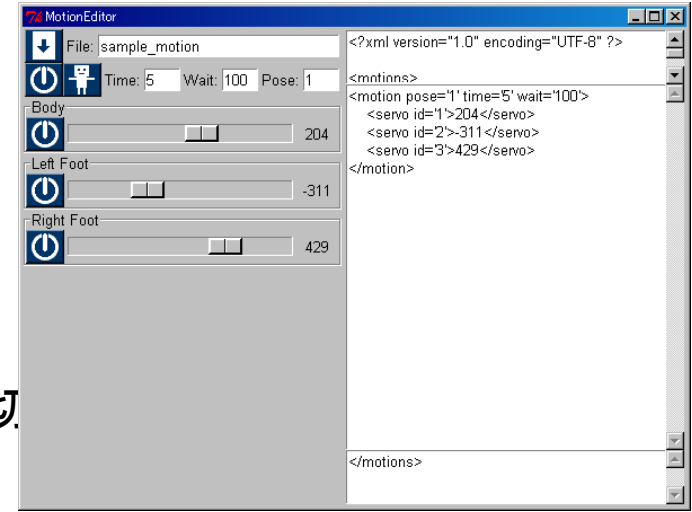 MotionEditor
File: sample_motion
Time: 5 Wait: 100 Pose: 1
Body
204
Left Foot
-311
Right Foot
429
<?xml version="1.0" encoding="UTF-8" ?>
<motions>
<motion pose='1' time='5' wait='100'>
<servo id='1'>204</servo>
<servo id='2'>-311</servo>
<servo id='3'>429</servo>
</motion>
</motions>
切